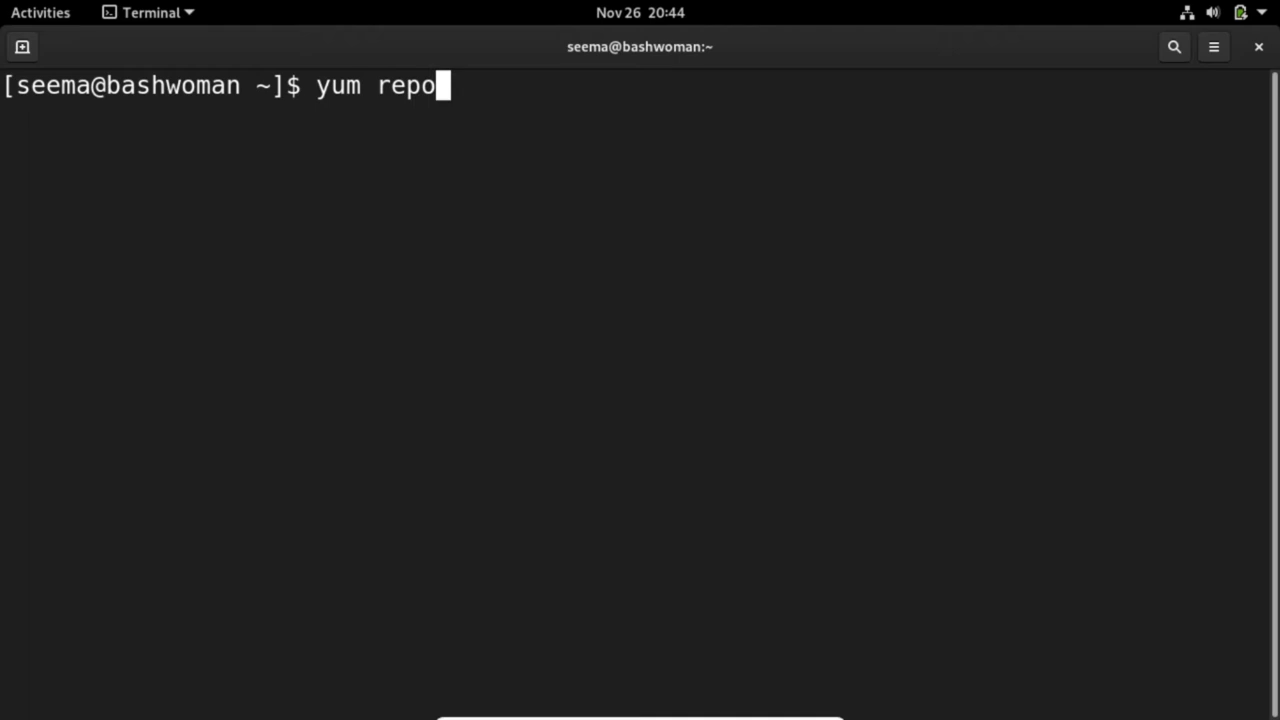 Activities Terminal Nov 26 20:44
seema@bashwoman:~
[seema@bashwoman ~]$ yum repo